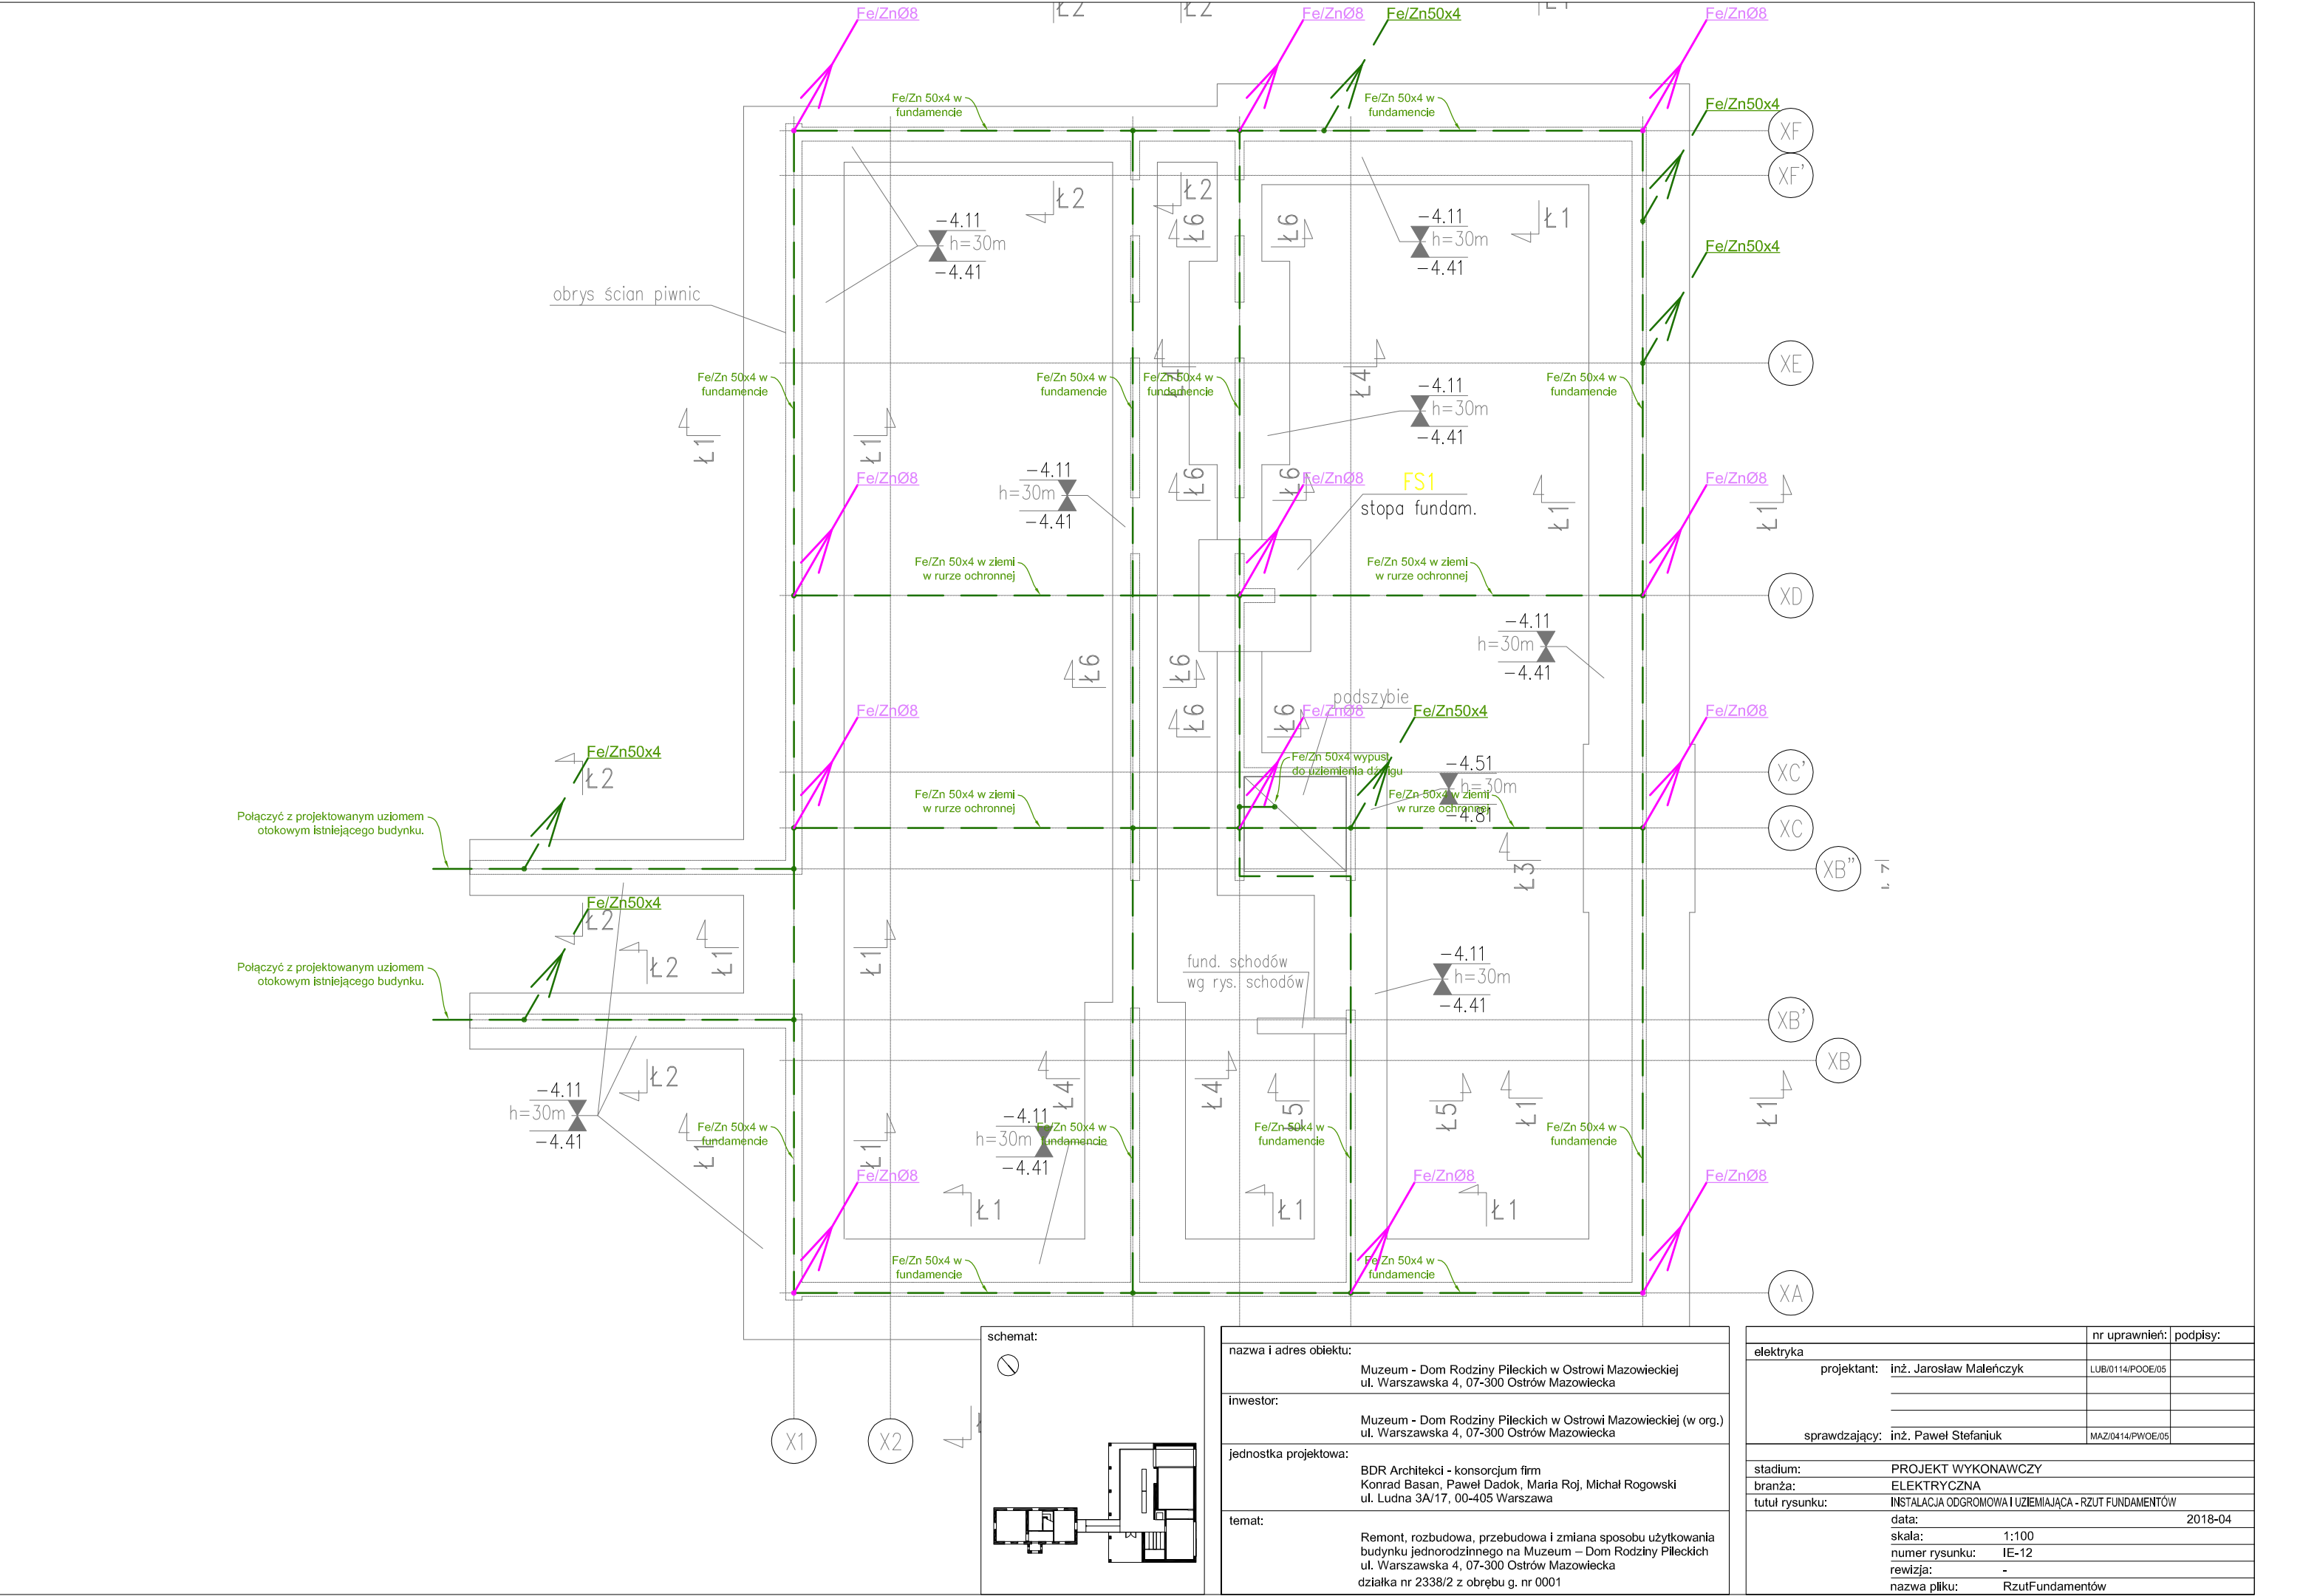 Fe/ZnØ8
Ł2
Ł2
Fe/ZnØ8
Fe/Zn50x4
Ł1
Fe/ZnØ8
Fe/Zn 50x4 w
fundamencie
Fe/Zn 50x4 w
fundamencie
Fe/Zn50x4
XF
XF'
Ł2
Ł2
Ł6
Ł6
Ł1
-4.11
h=30m
-4.41
-4.11
h=30m
-4.41
Fe/Zn50x4
obrys ścian piwnic
XE
Fe/Zn 50x4 w
fundamencie
Fe/Zn 50x4 w
fundamencie
Fe/Zn 50x4 w
fundamencie
Ł4
Ł4
-4.11
h=30m
-4.41
Fe/Zn 50x4 w
fundamencie
Ł1
Ł1
Fe/ZnØ8
-4.11
h=30m
-4.41
Ł6
Ł6
Fe/ZnØ8
FS1
stopa fundam.
Ł1
Fe/ZnØ8
Ł1
Fe/Zn 50x4 w ziemi
w rurze ochronnej
Fe/Zn 50x4 w ziemi
w rurze ochronnej
XD
-4.11
h=30m
-4.41
Ł6
Ł6
podszybie
Fe/ZnØ8
Ł6
Ł6
Fe/ZnØ8
Fe/Zn50x4
Fe/ZnØ8
Fe/Zn50x4
Ł2
Fe/Zn 50x4 wypust
do uziemienia dźwigu
-4.51
h=30m
-4.81
XC'
Fe/Zn 50x4 w ziemi
w rurze ochronnej
Fe/Zn 50x4 w ziemi
w rurze ochronnej
Połączyć z projektowanym uziomem
otokowym istniejącego budynku.
XC
Ł3
XB"
Fe/Zn50x4
Ł2
Ł2
Ł1
Ł1
Połączyć z projektowanym uziomem
otokowym istniejącego budynku.
fund. schodów
wg rys. schodów
-4.11
h=30m
-4.41
XB'
XB
Ł2
Ł4
Ł4
Ł5
Ł5
Ł1
Ł1
-4.11
h=30m
-4.41
Ł1
Fe/Zn 50x4 w
fundamencie
Ł1
-4.11
h=30m
-4.41
Fe/Zn 50x4 w
fundamencie
Fe/Zn 50x4 w
fundamencie
Fe/Zn 50x4 w
fundamencie
Fe/ZnØ8
Ł1
Ł1
Fe/ZnØ8
Ł1
Fe/ZnØ8
Fe/Zn 50x4 w
fundamencie
Fe/Zn 50x4 w
fundamencie
XA
X1
X2
schemat:
nazwa i adres obiektu:
Muzeum - Dom Rodziny Pileckich w Ostrowi Mazowieckiej
ul. Warszawska 4, 07-300 Ostrów Mazowiecka
inwestor:
Muzeum - Dom Rodziny Pileckich w Ostrowi Mazowieckiej (w org.)
ul. Warszawska 4, 07-300 Ostrów Mazowiecka
jednostka projektowa:
BDR Architekci - konsorcjum firm
Konrad Basan, Paweł Dadok, Maria Roj, Michał Rogowski
ul. Ludna 3A/17, 00-405 Warszawa
temat:
Remont, rozbudowa, przebudowa i zmiana sposobu użytkowania
budynku jednorodzinnego na Muzeum – Dom Rodziny Pileckich
ul. Warszawska 4, 07-300 Ostrów Mazowiecka
działka nr 2338/2 z obrębu g. nr 0001
nr uprawnień: podpisy:
elektryka
projektant: inż. Jarosław Maleńczyk LUB/0114/POOE/05
sprawdzający: inż. Paweł Stefaniuk MAZ/0414/PWOE/05
stadium: PROJEKT WYKONAWCZY
branża: ELEKTRYCZNA
tutuł rysunku: INSTALACJA ODGROMOWA I UZIEMIAJĄCA - RZUT FUNDAMENTÓW
data: 2018-04
skala: 1:100
numer rysunku: IE-12
rewizja: -
nazwa pliku: RzutFundamentów